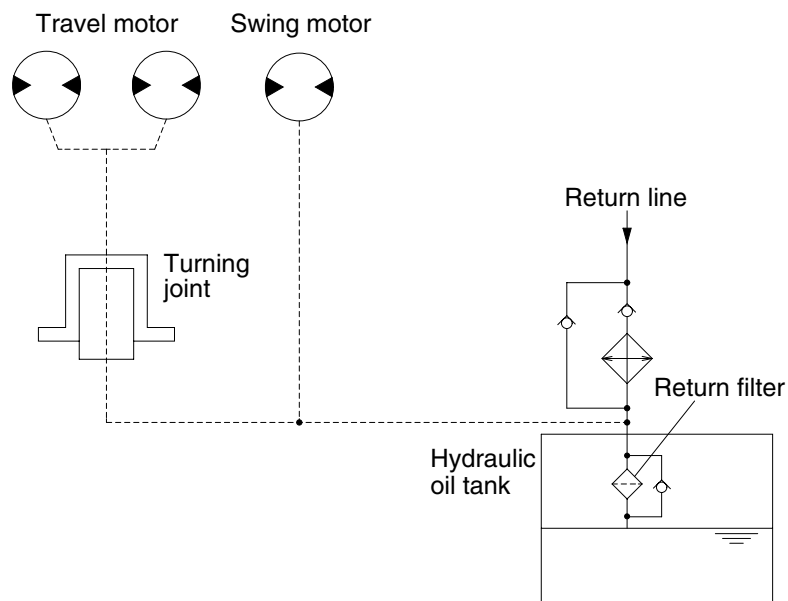 Travel motor
Swing motor
Return line
Turning
joint
Return filter
Hydraulic
oil tank